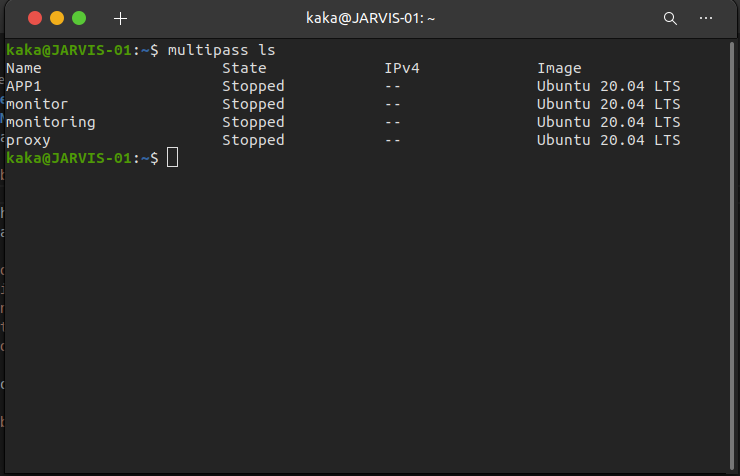 kaka@JARVIS-01: ~
kaka@JARVIS-01:~$ multipass ls
Name State IPv4 Image
APP1 Stopped -- Ubuntu 20.04 LTS
monitor Stopped -- Ubuntu 20.04 LTS
monitoring Stopped -- Ubuntu 20.04 LTS
proxy Stopped -- Ubuntu 20.04 LTS
kaka@JARVIS-01:~$